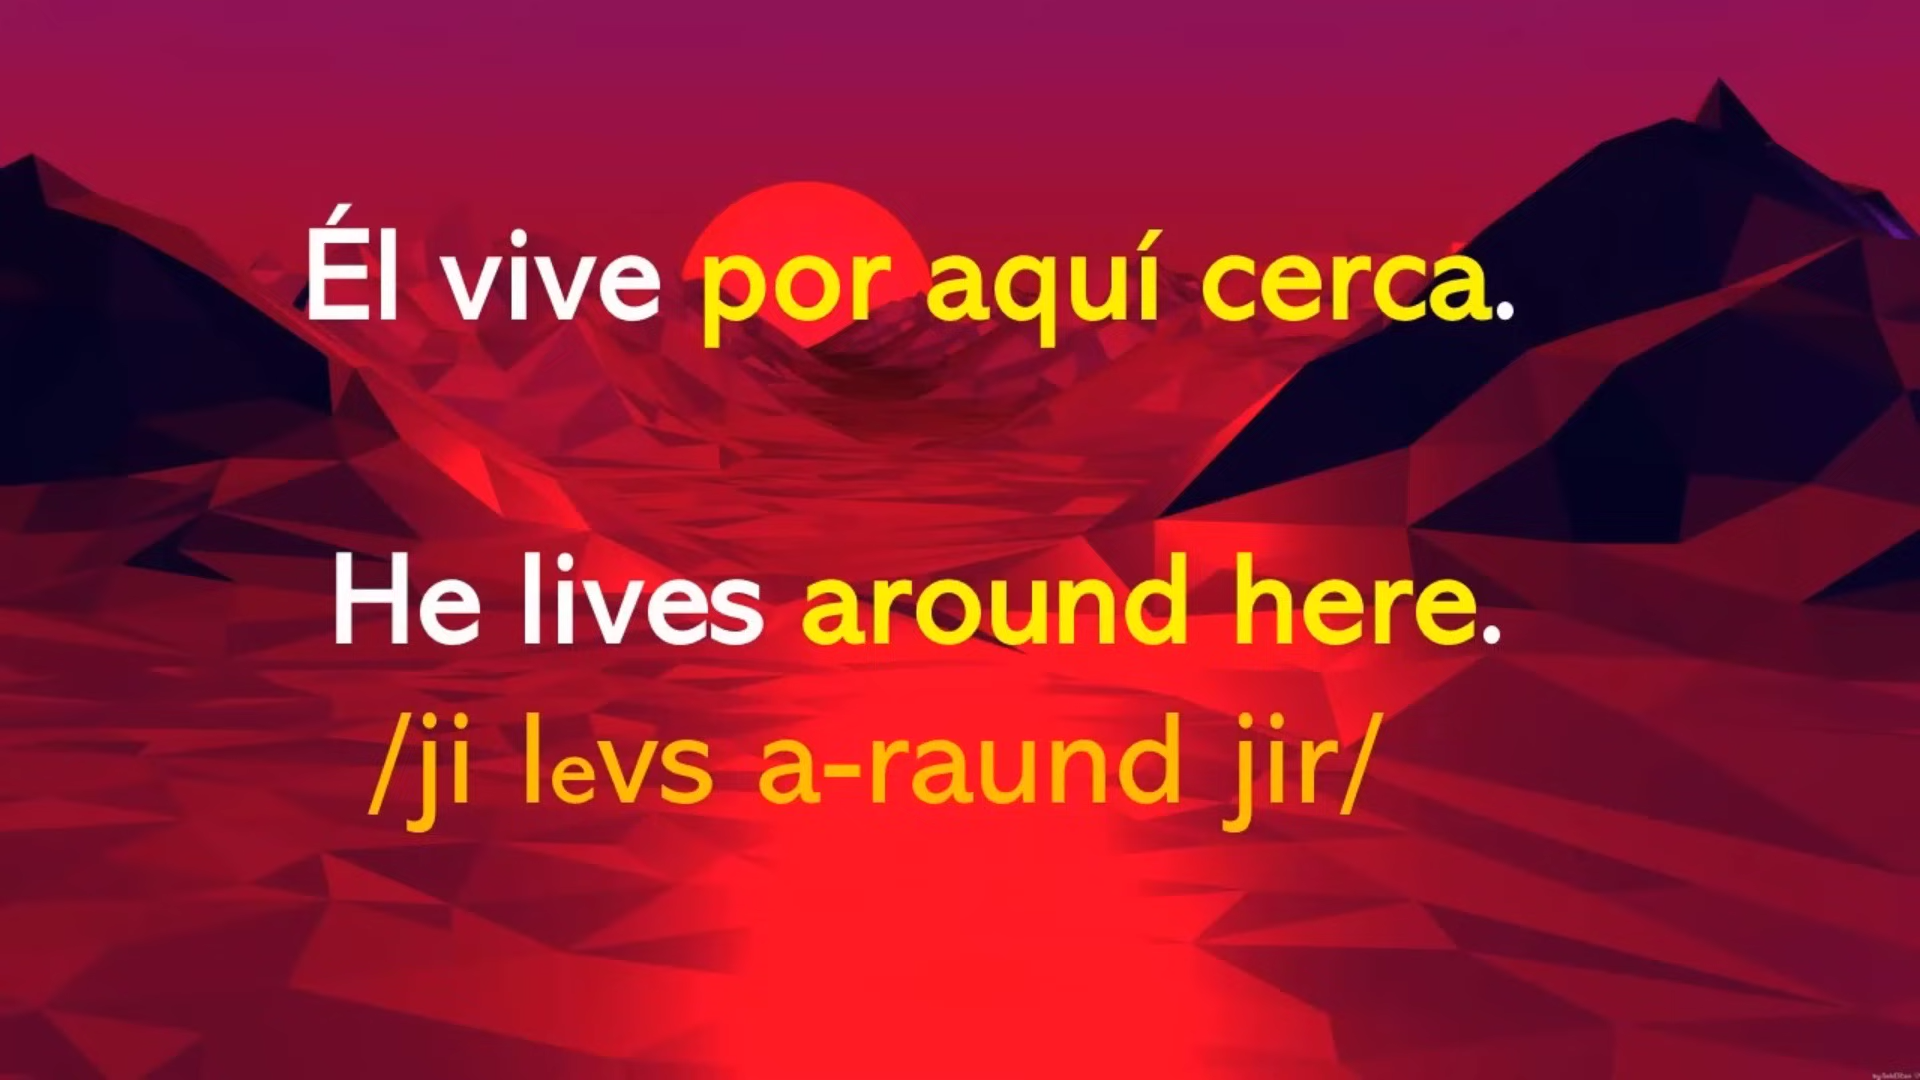 Él vive por aquí cerca.
He lives around here.
/ji levs a-raund jir/